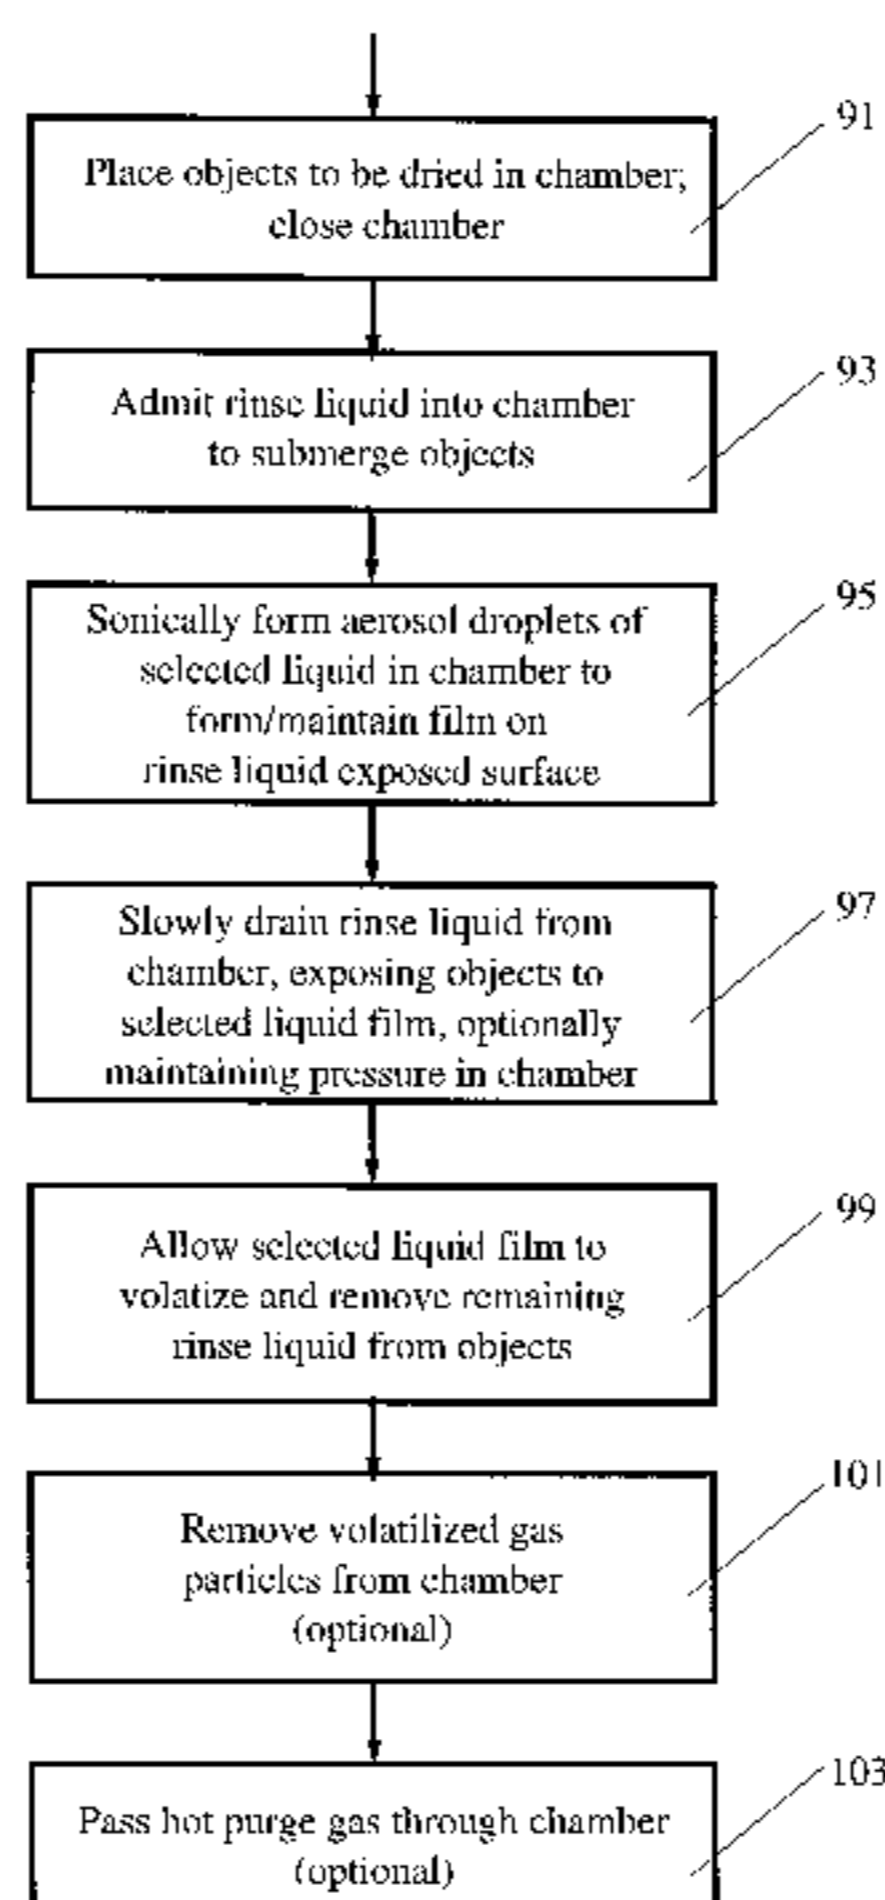 91
Place objects to be dried in chamber;
close chamber
93
Admit rinse liquid into chamber
to submerge objects
95
Sonically form aerosol droplets of
selected liquid in chamber to
form/maintain film on
rinse liquid exposed surface
97
Slowly drain rinse liquid from
chamber, exposing objects to
selected liquid film, optionally
maintaining pressure in chamber
99
Allow selected liquid film to
volatize and remove remaining
rinse liquid from objects
101
Remove volatilized gas
particles from chamber
(optional)
103
Pass hot purge gas through chamber
(optional)